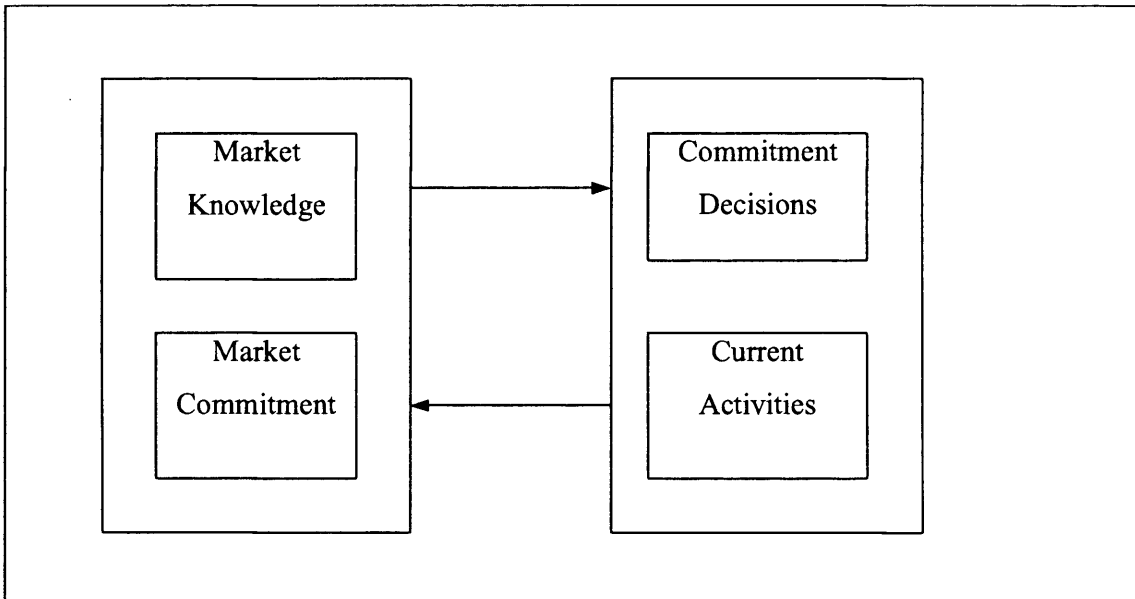 Market
Knowledge
Market
Commitment
Commitment
Decisions
Current
Activities